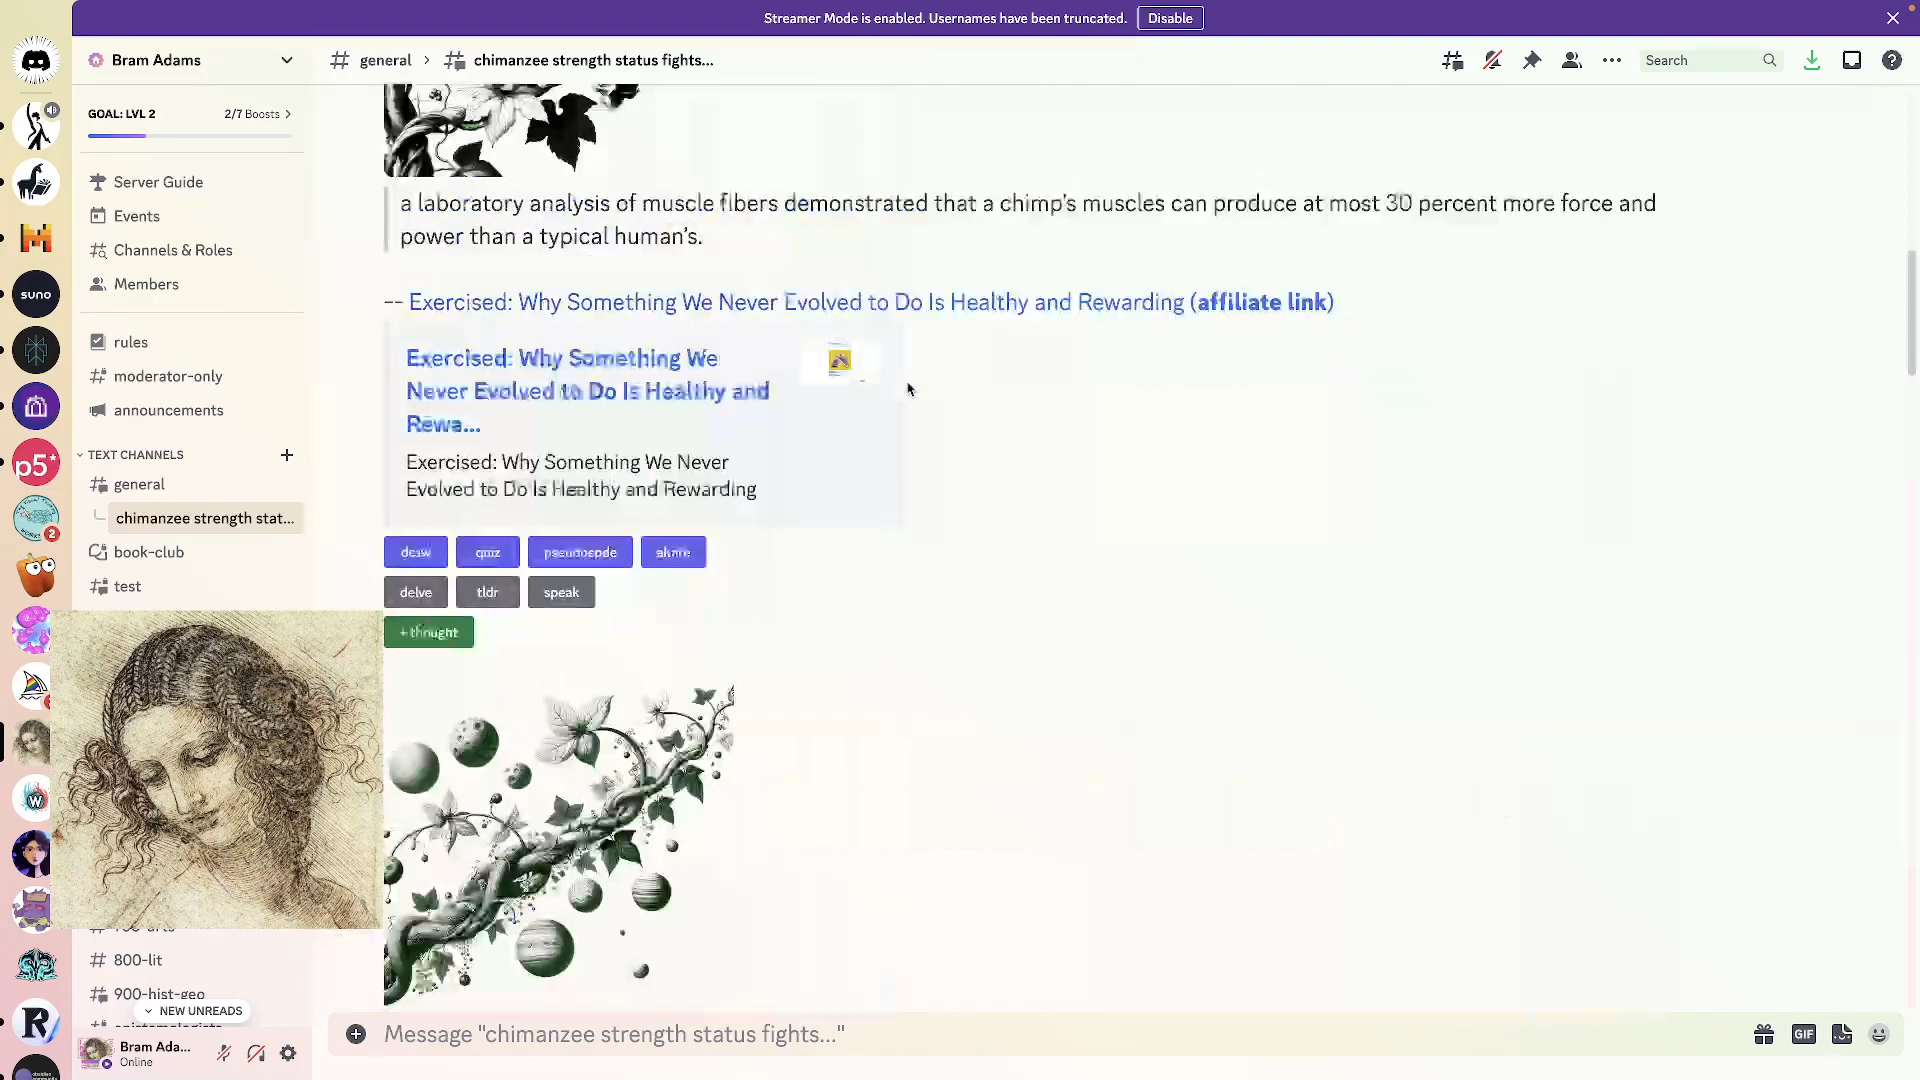 Streamer Mode is enabled. Usernames have been truncated. Disable
Bram Adams
general > chimanzee strength status fights...
Search
GOAL: LVL 2 2/7 Boosts >
Server Guide
Events
Channels & Roles
Members
rules
moderator-only
announcements
TEXT CHANNELS
general
chimanzee strength stat...
book-club
test
800-lit
900-hist-geo
NEW UNREADS
Bram Ada...
Online
suno
p5*
2
W
R
a laboratory analysis of muscle fibers demonstrated that a chimp's muscles can produce at most 30 percent more force and
power than a typical human's.
-- Exercised: Why Something We Never Evolved to Do Is Healthy and Rewarding (affiliate link)
Exercised: Why Something We
Never Evolved to Do Is Healthy and
Rewa...
Exercised: Why Something We Never
Evolved to Do Is Healthy and Rewarding
delve tldr speak
Message "chimanzee strength status fights..."
GIF